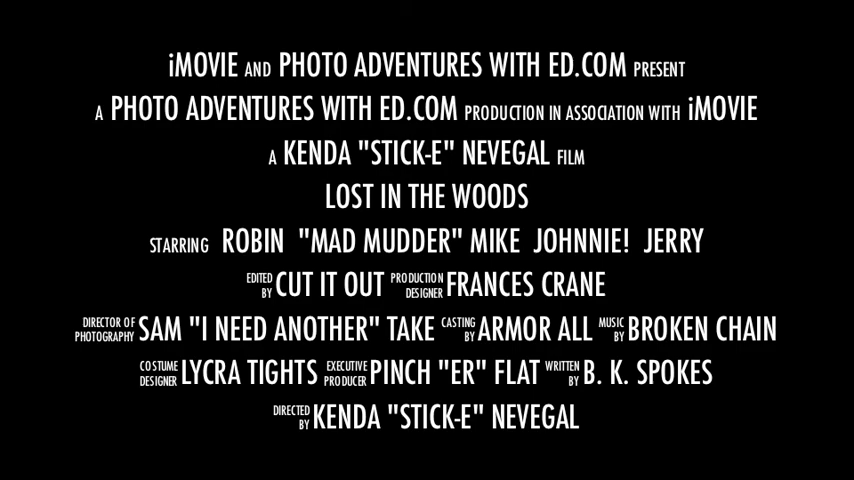 iMOVIE AND PHOTO ADVENTURES WITH ED.COM PRESENT
A PHOTO ADVENTURES WITH ED.COM PRODUCTION IN ASSOCIATION WITH iMOVIE
A KENDA "STICK-E" NEVEGAL FILM
LOST IN THE WOODS
STARRING ROBIN "MAD MUDDER" MIKE JOHNNIE! JERRY
EDITED BY CUT IT OUT PRODUCTION DESIGNER FRANCES CRANE
DIRECTOR OF PHOTOGRAPHY SAM "I NEED ANOTHER" TAKE CASTING BY ARMOR ALL MUSIC BY BROKEN CHAIN
COSTUME DESIGNER LYCRA TIGHTS EXECUTIVE PRODUCER PINCH "ER" FLAT WRITTEN BY B. K. SPOKES
DIRECTED BY KENDA "STICK-E" NEVEGAL